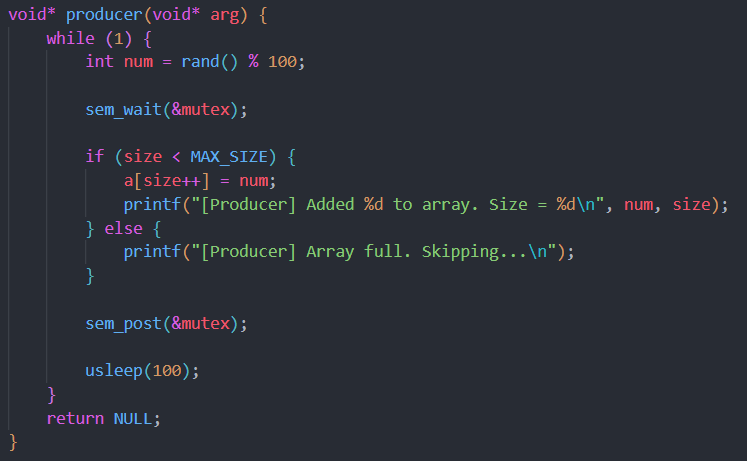 void* producer(void* arg) {
    while (1) {
        int num = rand() % 100;

        sem_wait(&mutex);

        if (size < MAX_SIZE) {
            a[size++] = num;
            printf("[Producer] Added %d to array. Size = %d\n", num, size);
        } else {
            printf("[Producer] Array full. Skipping...\n");
        }

        sem_post(&mutex);

        usleep(100);
    }
    return NULL;
}